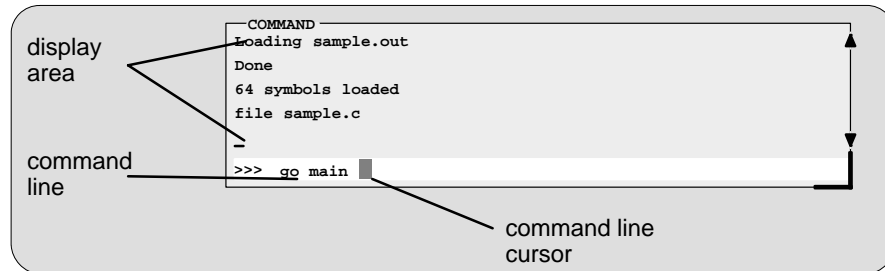 COMMAND
Loading sample.out
Done
64 symbols loaded
file sample.c
>>> go main
display
area
command
line
command line
cursor